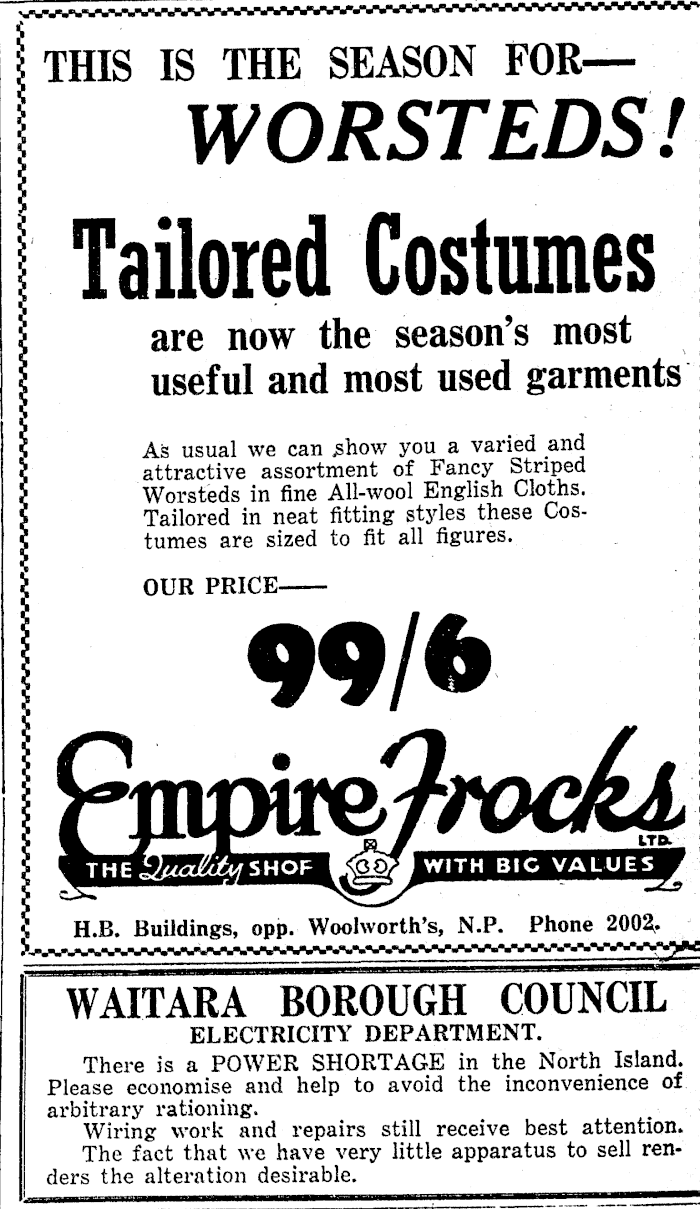 THIS IS THE SEASON FOR—
WORSTEDS!
Tailored Costumes
are now the season's most
useful and most used garments
As usual we can show you a varied and
attractive assortment of Fancy Striped
Worsteds in fine All-wool English Cloths.
Tailored in neat fitting styles these Cos-
tumes are sized to fit all figures.
OUR PRICE—
99/6
Empire Frocks
LTD.
THE Quality SHOP WITH BIG VALUES
H.B. Buildings, opp. Woolworth's, N.P. Phone 2002.
WAITARA BOROUGH COUNCIL
ELECTRICITY DEPARTMENT.
There is a POWER SHORTAGE in the North Island.
Please economise and help to avoid the inconvenience of
arbitrary rationing.
Wiring work and repairs still receive best attention.
The fact that we have very little apparatus to sell ren-
ders the alteration desirable.